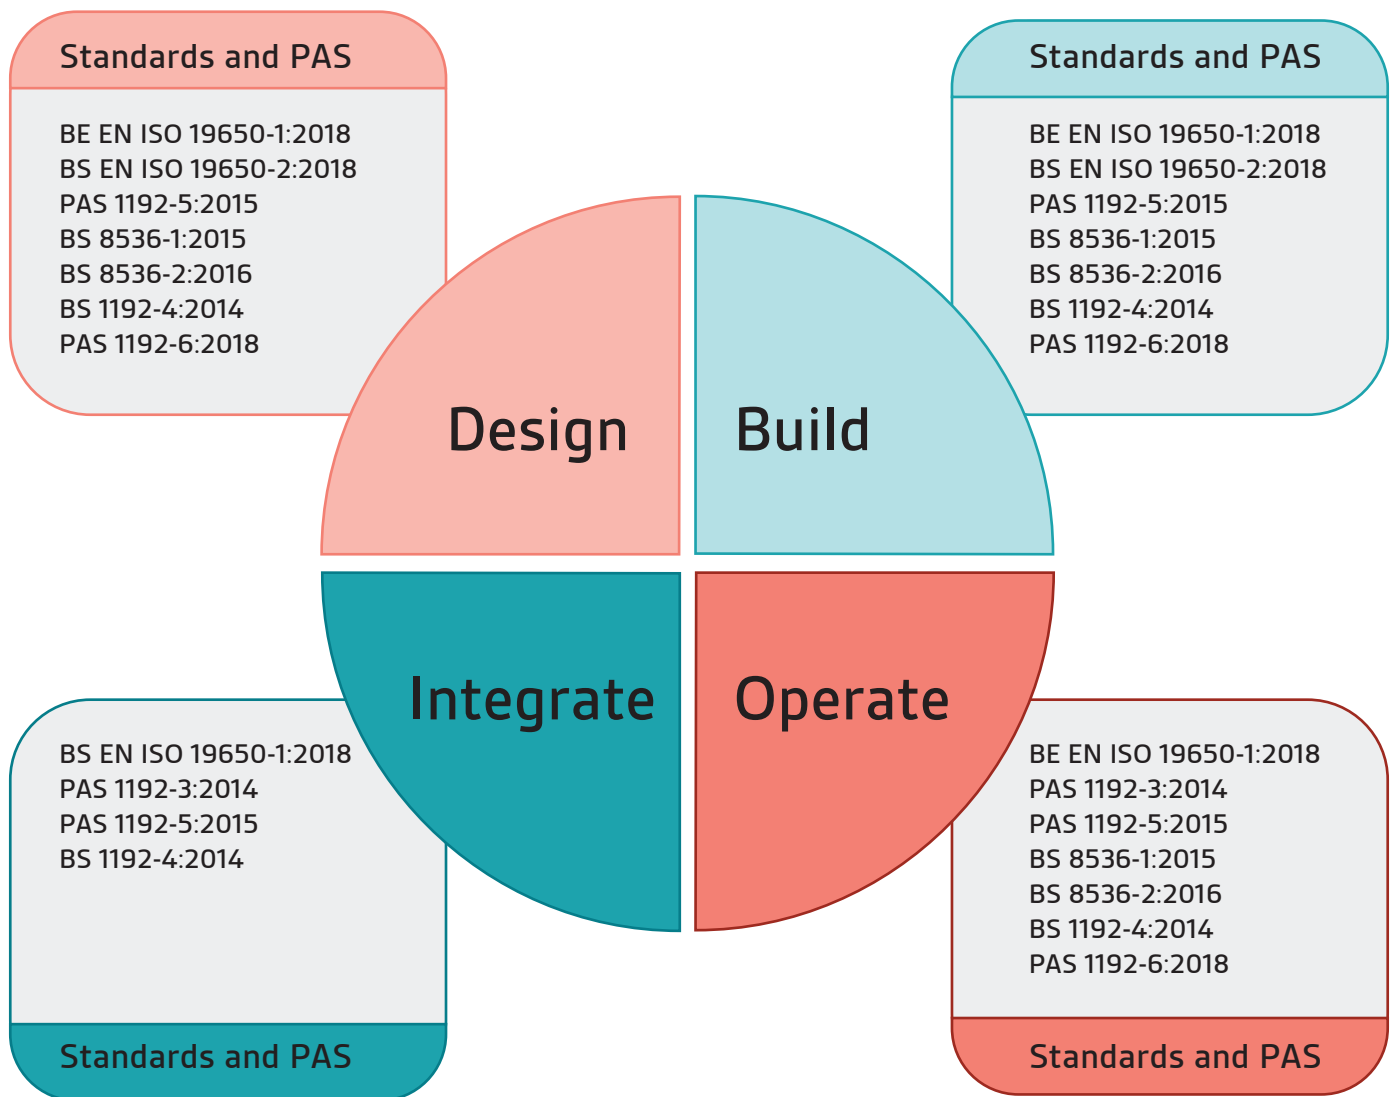 Standards and PAS
BE EN ISO 19650-1:2018
BS EN ISO 19650-2:2018
PAS 1192-5:2015
BS 8536-1:2015
BS 8536-2:2016
BS 1192-4:2014
PAS 1192-6:2018
Standards and PAS
BE EN ISO 19650-1:2018
BS EN ISO 19650-2:2018
PAS 1192-5:2015
BS 8536-1:2015
BS 8536-2:2016
BS 1192-4:2014
PAS 1192-6:2018
Design
Build
Integrate
Operate
BS EN ISO 19650-1:2018
PAS 1192-3:2014
PAS 1192-5:2015
BS 1192-4:2014
Standards and PAS
BE EN ISO 19650-1:2018
PAS 1192-3:2014
PAS 1192-5:2015
BS 8536-1:2015
BS 8536-2:2016
BS 1192-4:2014
PAS 1192-6:2018
Standards and PAS